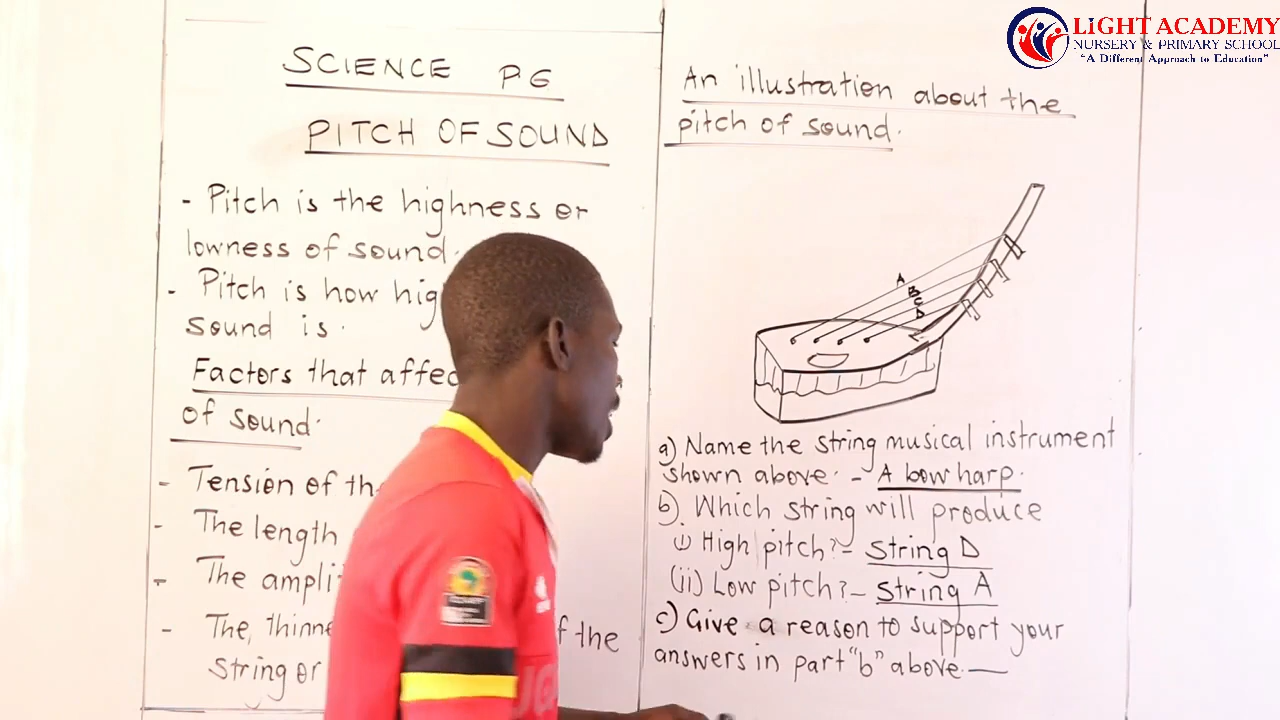 LIGHT ACADEMY
NURSERY & PRIMARY SCHOOL
"A Different Approach to Education"
SCIENCE P6
PITCH OF SOUND
- Pitch is the highness or
lowness of sound.
- Pitch is how hig
sound is.
Factors that affec
of sound.
- Tension of th
- The length
- The ampli
- The thinne f the
string or
An illustration about the
pitch of sound.
A
B
C
D
a) Name the string musical instrument
shown above. - A bow harp.
b). Which string will produce
(i) High pitch? - String D
(ii) Low pitch? - String A
c) Give a reason to support your
answers in part "b" above. —